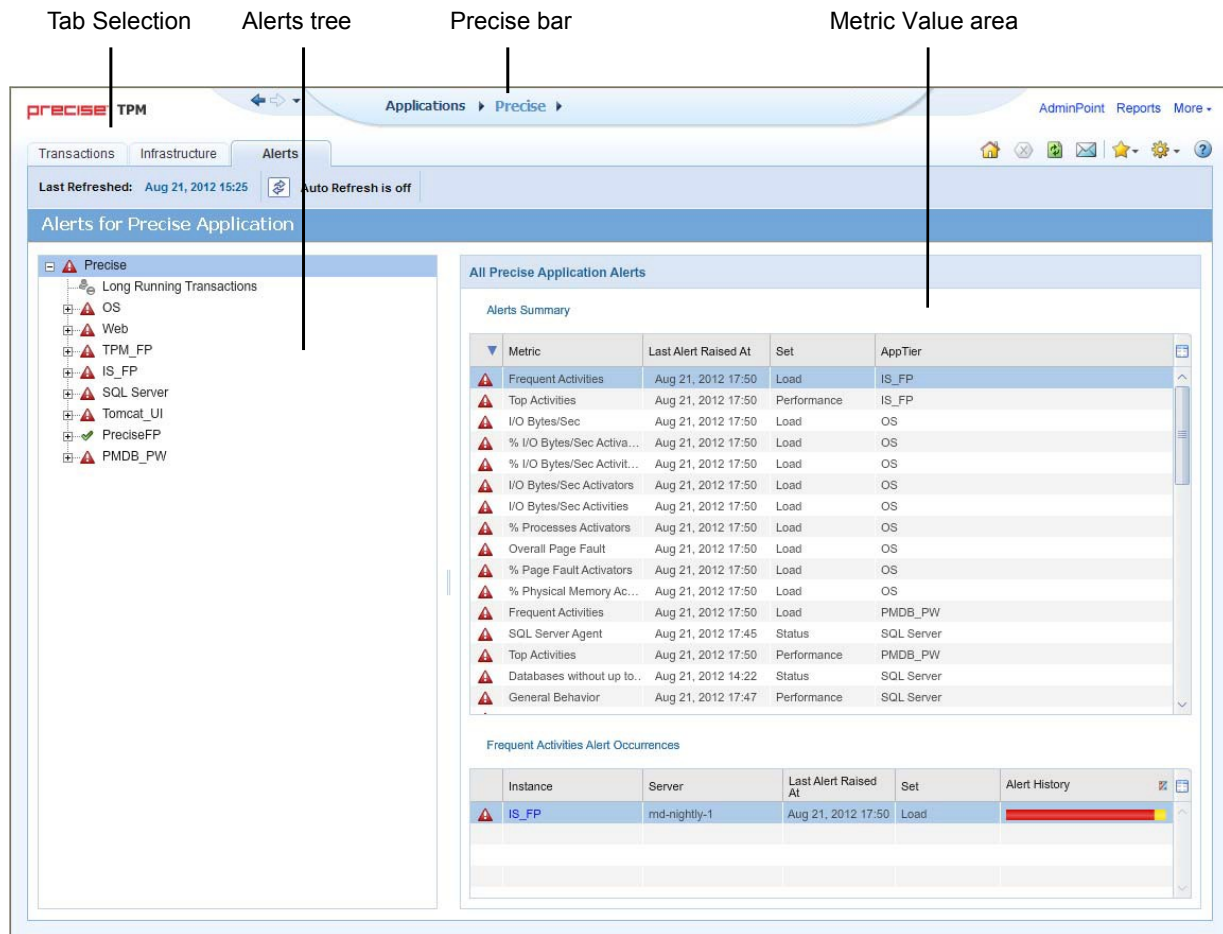 Tab Selection Alerts tree Precise bar Metric Value area
precise TPM Applications Precise AdminPoint Reports More
Transactions Infrastructure Alerts
Last Refreshed: Aug 21, 2012 15:25 Auto Refresh is off
Alerts for Precise Application
Precise
Long Running Transactions
OS
Web
TPM_FP
IS_FP
SQL Server
Tomcat_UI
PreciseFP
PMDB_PW
All Precise Application Alerts
Alerts Summary
Metric Last Alert Raised At Set AppTier
Frequent Activities Aug 21, 2012 17:50 Load IS_FP
Top Activities Aug 21, 2012 17:50 Performance IS_FP
I/O Bytes/Sec Aug 21, 2012 17:50 Load OS
% I/O Bytes/Sec Activa... Aug 21, 2012 17:50 Load OS
% I/O Bytes/Sec Activit... Aug 21, 2012 17:50 Load OS
I/O Bytes/Sec Activators Aug 21, 2012 17:50 Load OS
I/O Bytes/Sec Activities Aug 21, 2012 17:50 Load OS
% Processes Activators Aug 21, 2012 17:50 Load OS
Overall Page Fault Aug 21, 2012 17:50 Load OS
% Page Fault Activators Aug 21, 2012 17:50 Load OS
% Physical Memory Ac... Aug 21, 2012 17:50 Load OS
Frequent Activities Aug 21, 2012 17:50 Load PMDB_PW
SQL Server Agent Aug 21, 2012 17:45 Status SQL Server
Top Activities Aug 21, 2012 17:50 Performance PMDB_PW
Databases without up to.. Aug 21, 2012 14:22 Status SQL Server
General Behavior Aug 21, 2012 17:47 Performance SQL Server
Frequent Activities Alert Occurrences
Instance Server Last Alert Raised At Set Alert History
IS_FP md-nightly-1 Aug 21, 2012 17:50 Load